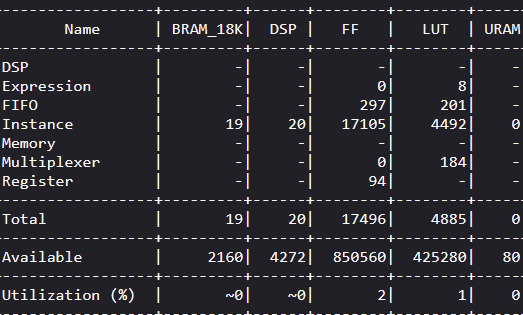 ----------------+---------+------+--------+--------+-----
      Name      | BRAM_18K|  DSP |   FF   |   LUT  | URAM
----------------+---------+------+--------+--------+-----
DSP             |        -|     -|       -|       -|    -
Expression      |        -|     -|       0|       8|    -
FIFO            |        -|     -|     297|     201|    -
Instance        |       19|    20|   17105|    4492|    0
Memory          |        -|     -|       -|       -|    -
Multiplexer     |        -|     -|       0|     184|    -
Register        |        -|     -|      94|       -|    -
----------------+---------+------+--------+--------+-----
Total           |       19|    20|   17496|    4885|    0
----------------+---------+------+--------+--------+-----
Available       |     2160|  4272|  850560|  425280|   80
----------------+---------+------+--------+--------+-----
Utilization (%) |       ~0|    ~0|       2|       1|    0
----------------+---------+------+--------+--------+-----